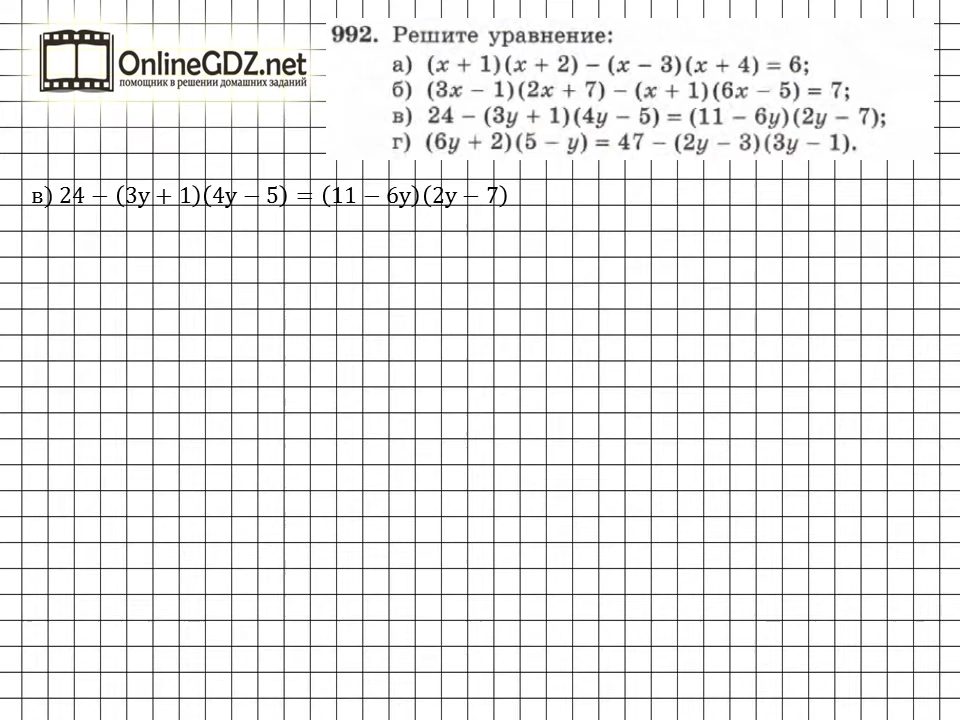 OnlineGDZ.net
помощник в решении домашних заданий
992. Решите уравнение:
а) (x + 1)(x + 2) − (x − 3)(x + 4) = 6;
б) (3x − 1)(2x + 7) − (x + 1)(6x − 5) = 7;
в) 24 − (3y + 1)(4y − 5) = (11 − 6y)(2y − 7);
г) (6y + 2)(5 − y) = 47 − (2y − 3)(3y − 1).
в) 24 − (3y + 1)(4y − 5) = (11 − 6y)(2y − 7)